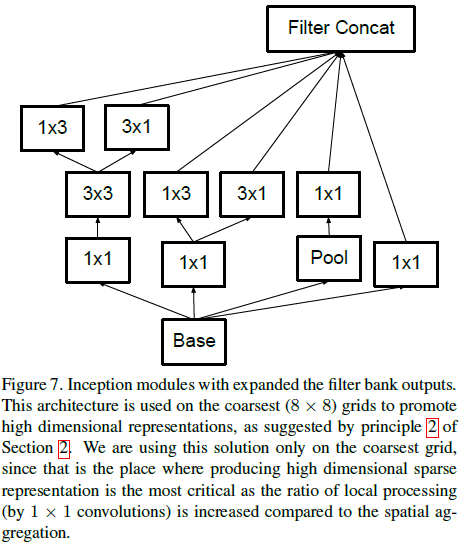 Filter Concat
1x3 3x1
3x3 1x3 3x1 1x1
1x1 1x1 Pool 1x1
Base
Figure 7. Inception modules with expanded the filter bank outputs.
This architecture is used on the coarsest (8 × 8) grids to promote
high dimensional representations, as suggested by principle 2 of
Section 2. We are using this solution only on the coarsest grid,
since that is the place where producing high dimensional sparse
representation is the most critical as the ratio of local processing
(by 1 × 1 convolutions) is increased compared to the spatial ag-
gregation.